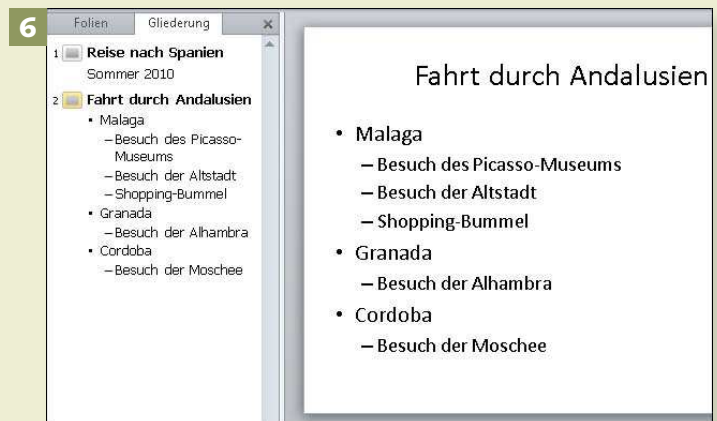 6
Folien Gliederung ×
1 Reise nach Spanien
Sommer 2010
2 Fahrt durch Andalusien
• Malaga
–Besuch des Picasso-
Museums
–Besuch der Altstadt
–Shopping-Bummel
• Granada
–Besuch der Alhambra
• Cordoba
–Besuch der Moschee
Fahrt durch Andalusien
• Malaga
– Besuch des Picasso-Museums
– Besuch der Altstadt
– Shopping-Bummel
• Granada
– Besuch der Alhambra
• Cordoba
– Besuch der Moschee